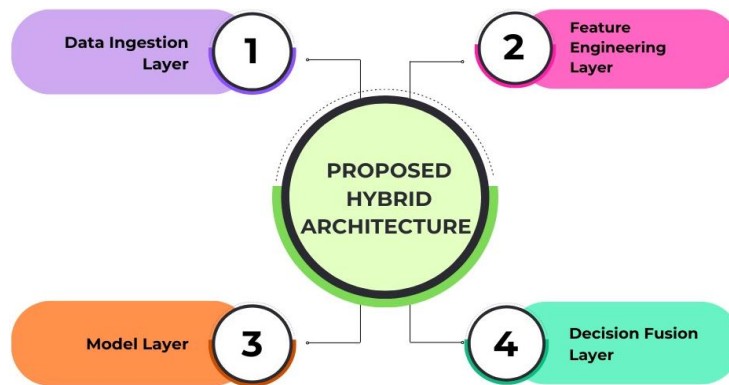 Data Ingestion
Layer
1
2
Feature
Engineering
Layer
PROPOSED
HYBRID
ARCHITECTURE
Model Layer
3
4
Decision Fusion
Layer